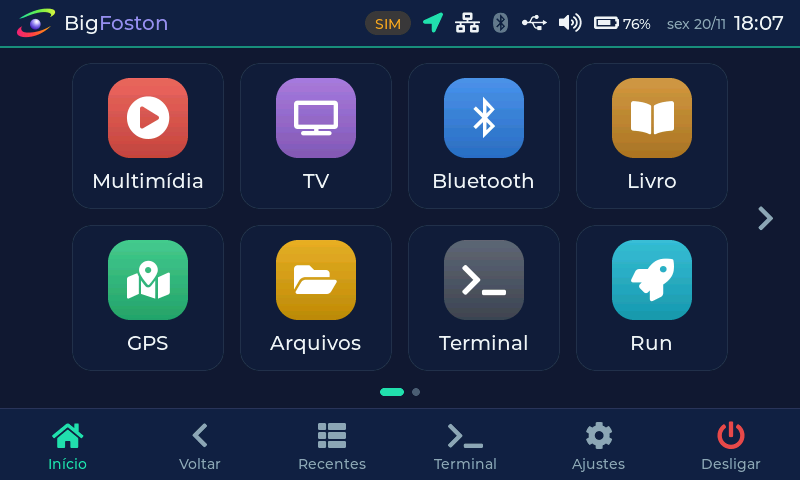 BigFoston SIM 76% sex 20/11 18:07
Multimídia TV Bluetooth Livro
GPS Arquivos Terminal Run
Início Voltar Recentes Terminal Ajustes Desligar